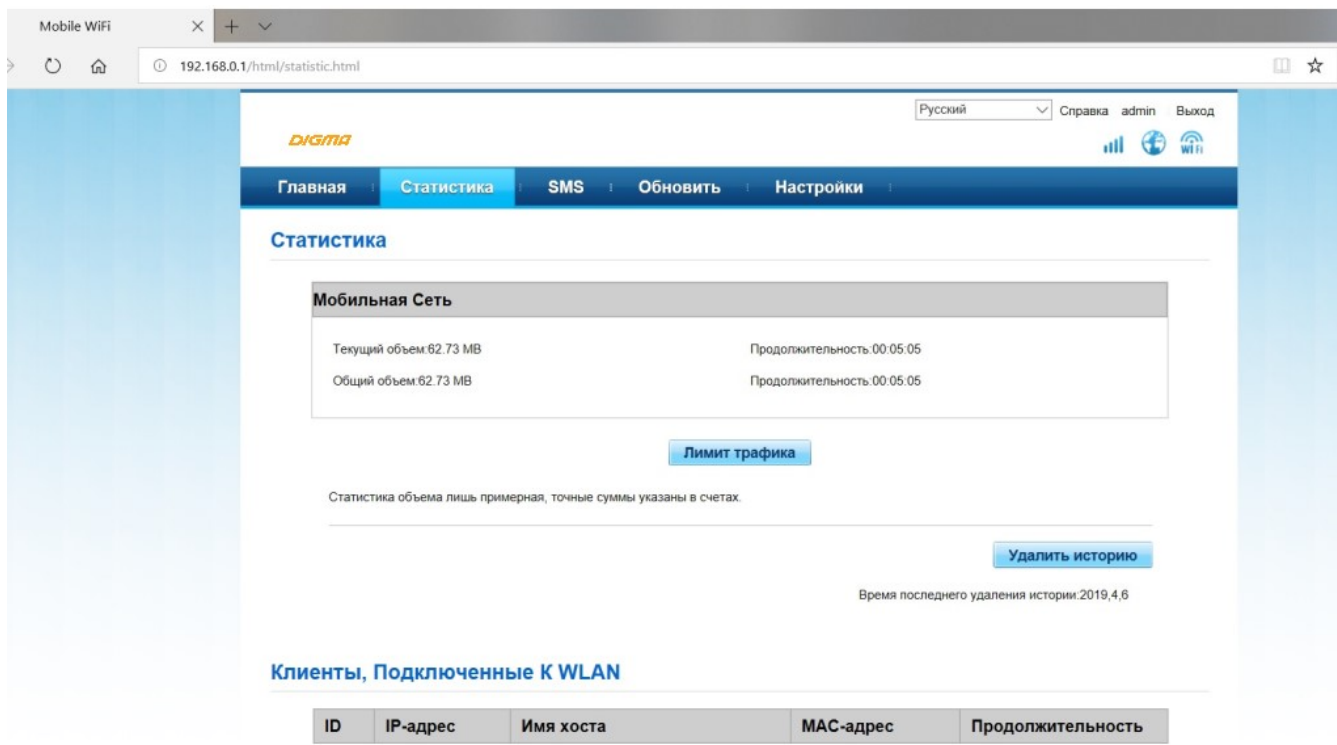 Mobile WiFi
192.168.0.1/html/statistic.html
Русский Справка admin Выход
DIGMA
WiFi
Главная Статистика SMS Обновить Настройки
Статистика
Мобильная Сеть
Текущий объем:62.73 MB Продолжительность:00:05:05
Общий объем:62.73 MB Продолжительность:00:05:05
Лимит трафика
Статистика объема лишь примерная, точные суммы указаны в счетах.
Удалить историю
Время последнего удаления истории:2019,4,6
Клиенты, Подключенные К WLAN
ID IP-адрес Имя хоста MAC-адрес Продолжительность